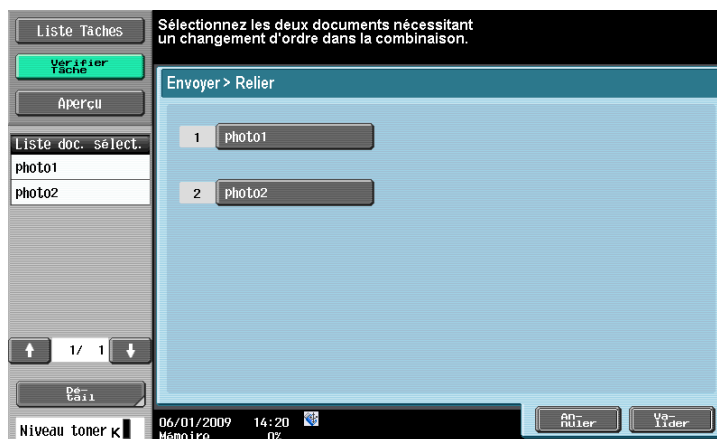 Liste Tâches
Sélectionnez les deux documents nécessitant
un changement d'ordre dans la combinaison.
Vérifier
Tâche
Aperçu
Envoyer > Relier
Liste doc. sélect.
photo1
photo2
1 photo1
2 photo2
1/ 1
Dé-
tail
Niveau toner K
06/01/2009 14:20
Mémoire 0%
An-
nuler
Va-
lider